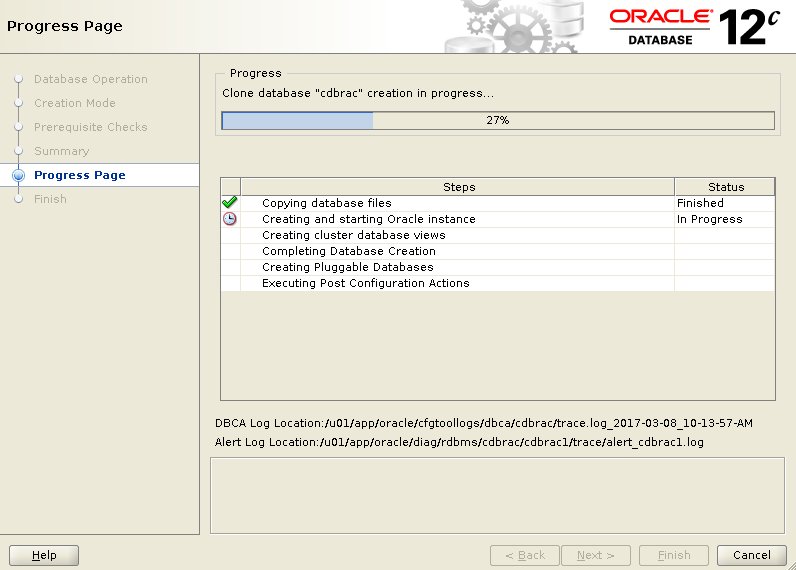 Progress Page
ORACLE® 12c
DATABASE
Database Operation
Creation Mode
Prerequisite Checks
Summary
Progress Page
Finish
Progress
Clone database "cdbrac" creation in progress...
27%
Steps Status
Copying database files Finished
Creating and starting Oracle instance In Progress
Creating cluster database views
Completing Database Creation
Creating Pluggable Databases
Executing Post Configuration Actions
DBCA Log Location:/u01/app/oracle/cfgtoollogs/dbca/cdbrac/trace.log_2017-03-08_10-13-57-AM
Alert Log Location:/u01/app/oracle/diag/rdbms/cdbrac/cdbrac1/trace/alert_cdbrac1.log
Help < Back Next > Finish Cancel